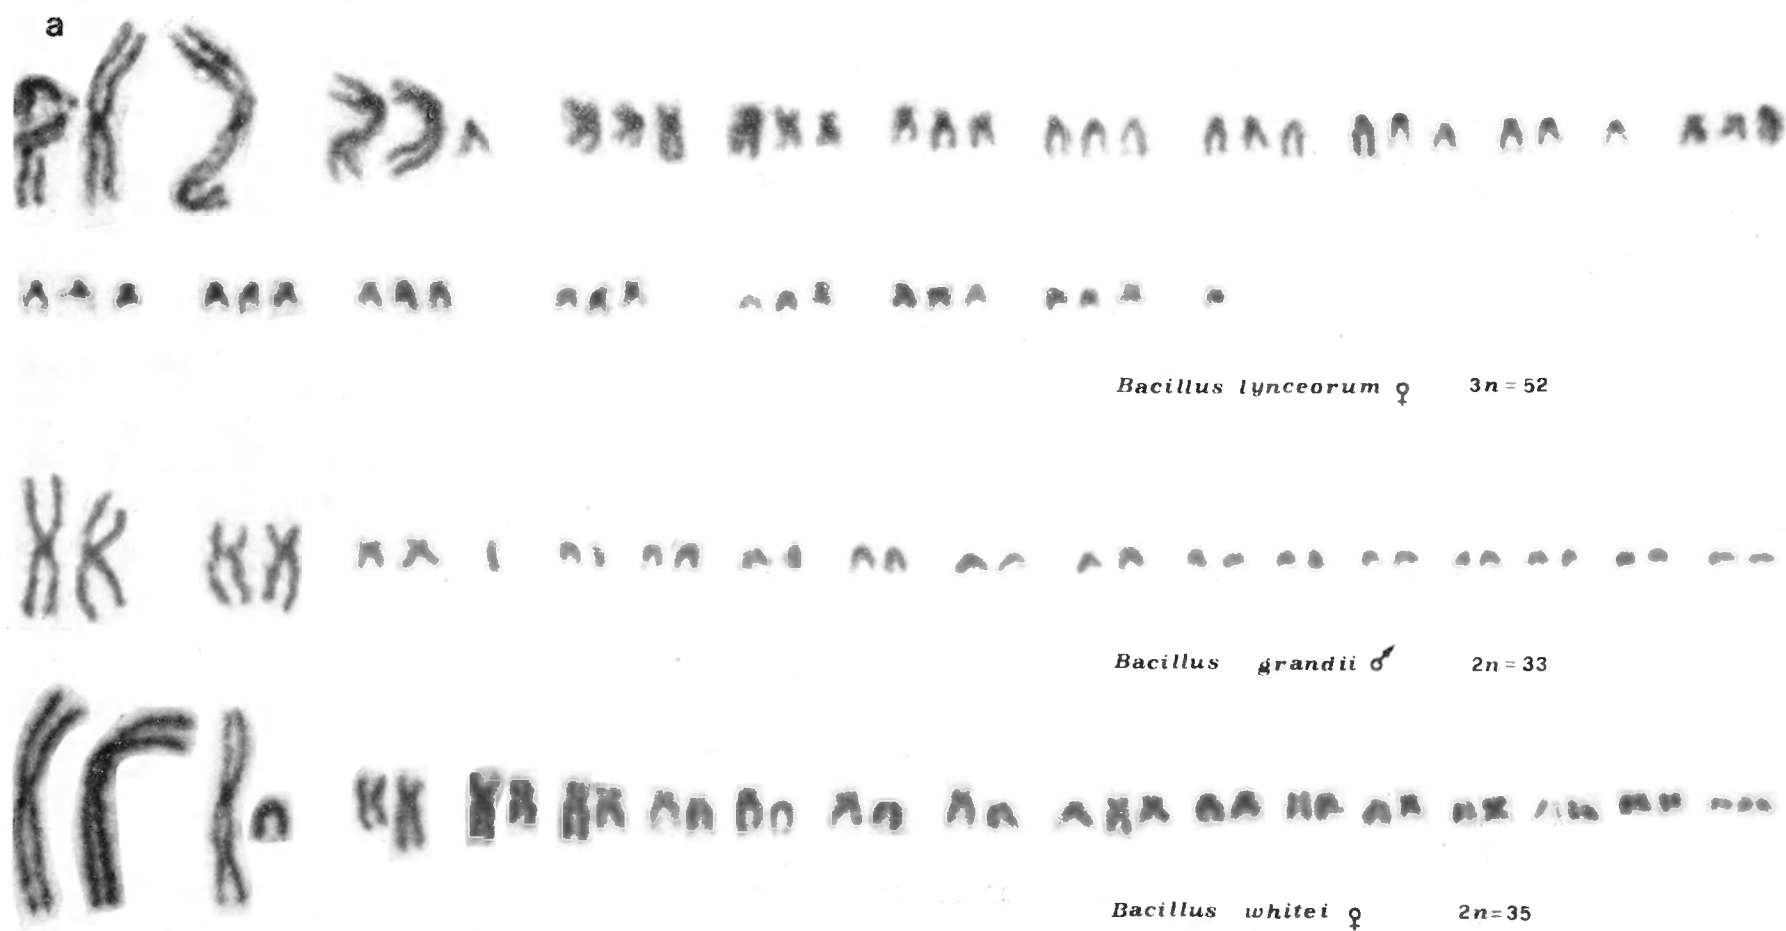 a
Bacillus lynceorum ♀ 3n = 52
Bacillus grandii ♂ 2n = 33
Bacillus whitei ♀ 2n=35